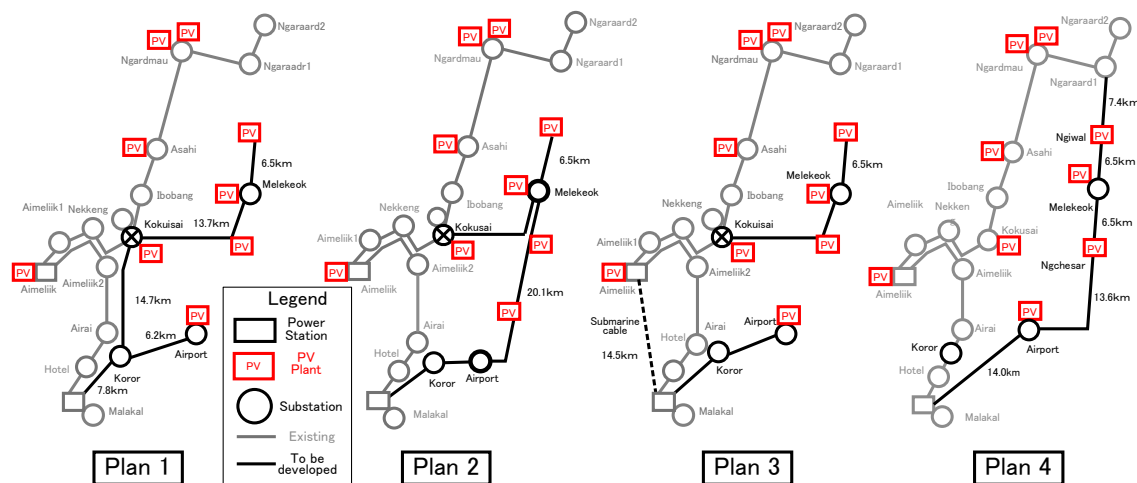 PV
PV
Ngaraard2
Ngardmau
Ngaraadr1
PV
Asahi
PV
6.5km
Ibobang
PV
Melekeok
Aimeliik1
Nekkeng
Kokuisai
13.7km
PV
PV
PV
Aimeliik
Aimeliik2
14.7km
Airai
6.2km
PV
Airport
Hotel
Koror
7.8km
Malakal
Plan 1
Legend
Power
Station
PV
PV
Plant
Substation
Existing
To be
developed
PV
PV
Ngaraard2
Ngardmau
Ngaraard1
PV
Asahi
PV
6.5km
Ibobang
PV
Melekeok
Nekkeng
Kokusai
Aimeliik1
PV
PV
PV
Aimeliik
Aimeliik2
20.1km
PV
Airai
Hotel
Koror
Airport
Malakal
Plan 2
PV
PV
Ngaraard2
Ngardmau
Ngaraard1
PV
Asahi
PV
6.5km
Melekeok
Ibobang
PV
Nekkeng
Kokuisai
Aimeliik1
PV
PV
PV
Aimeliik
Aimeliik2
Submarine
cable
14.5km
Airai
Airport
PV
Hotel
Koror
Malakal
Plan 3
Ngaraard2
PV
PV
Ngardmau
Ngaraard1
7.4km
Ngiwal
PV
PV
Asahi
6.5km
Ibobang
PV
Melekeok
Aimeliik
Nekken
Kokusai
PV
6.5km
PV
Ngchesar
PV
Aimeliik
Aimeliik
13.6km
PV
Airai
Airport
Koror
Hotel
14.0km
Malakal
Plan 4